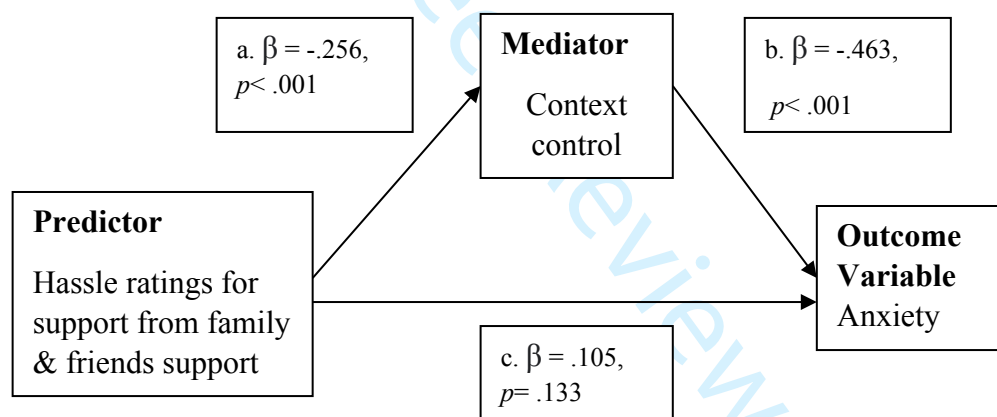 a. β = -.256,
p< .001
Mediator
Context
control
b. β = -.463,
p< .001
Predictor
Hassle ratings for
support from family
& friends support
Outcome
Variable
Anxiety
c. β = .105,
p= .133